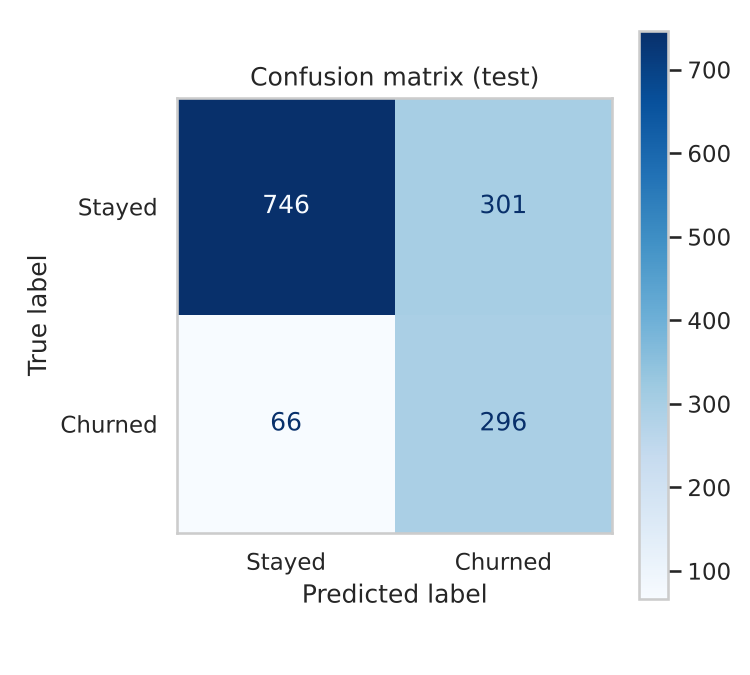 Confusion matrix (test)
True label
Stayed
Churned
746
301
66
296
Stayed
Churned
Predicted label
700
600
500
400
300
200
100